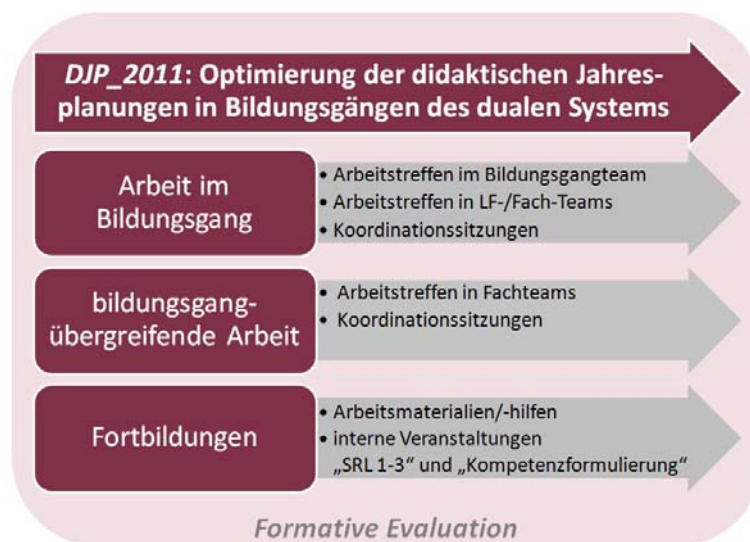 DJP_2011: Optimierung der didaktischen Jahres-
planungen in Bildungsgängen des dualen Systems
Arbeit im
Bildungsgang
• Arbeitstreffen im Bildungsgangteam
• Arbeitstreffen in LF-/Fach-Teams
• Koordinationssitzungen
bildungsgang-
übergreifende Arbeit
• Arbeitstreffen in Fachteams
• Koordinationssitzungen
Fortbildungen
• Arbeitsmaterialien/-hilfen
• interne Veranstaltungen
„SRL 1-3“ und „Kompetenzformulierung“
Formative Evaluation